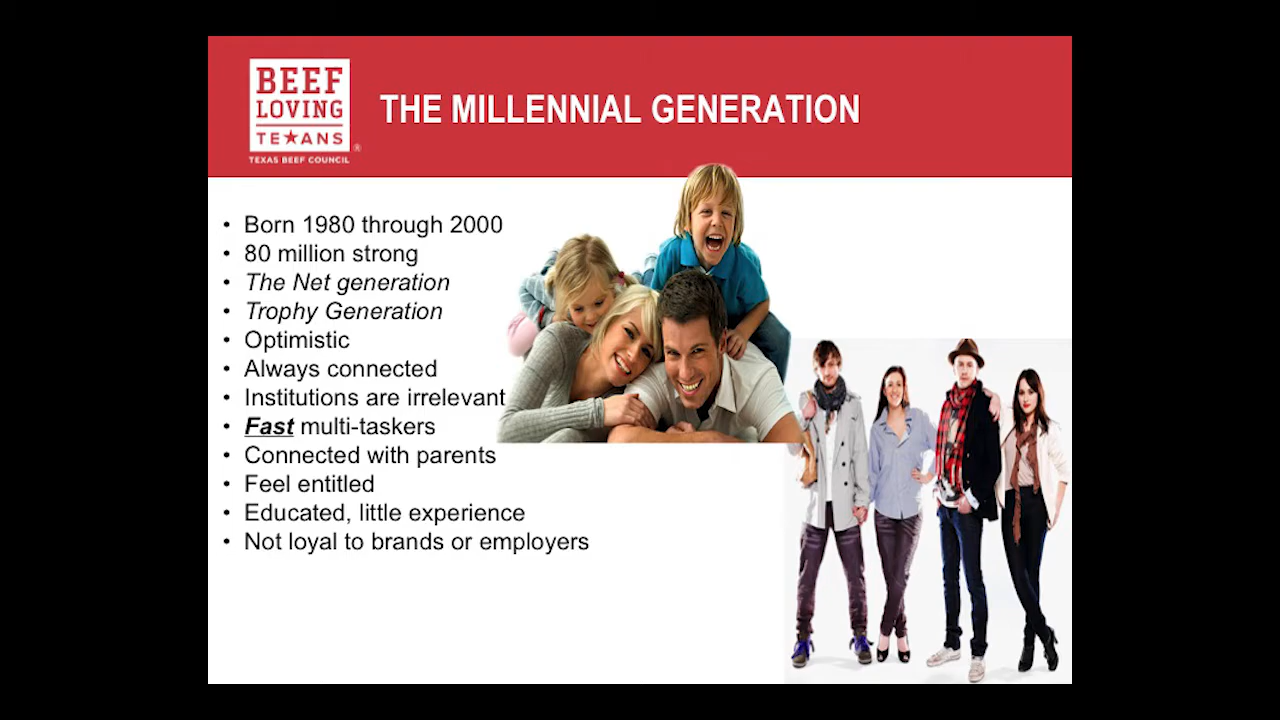 BEEF
LOVING
TE★ANS
®
TEXAS BEEF COUNCIL
THE MILLENNIAL GENERATION
• Born 1980 through 2000
• 80 million strong
• The Net generation
• Trophy Generation
• Optimistic
• Always connected
• Institutions are irrelevant
• Fast multi-taskers
• Connected with parents
• Feel entitled
• Educated, little experience
• Not loyal to brands or employers